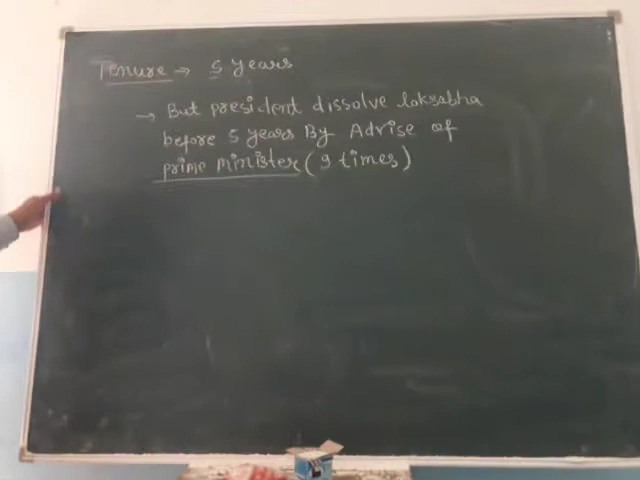 Tenure → 5 years
→ But president dissolve loksabha
before 5 years By Advise of
prime minister (9 times)